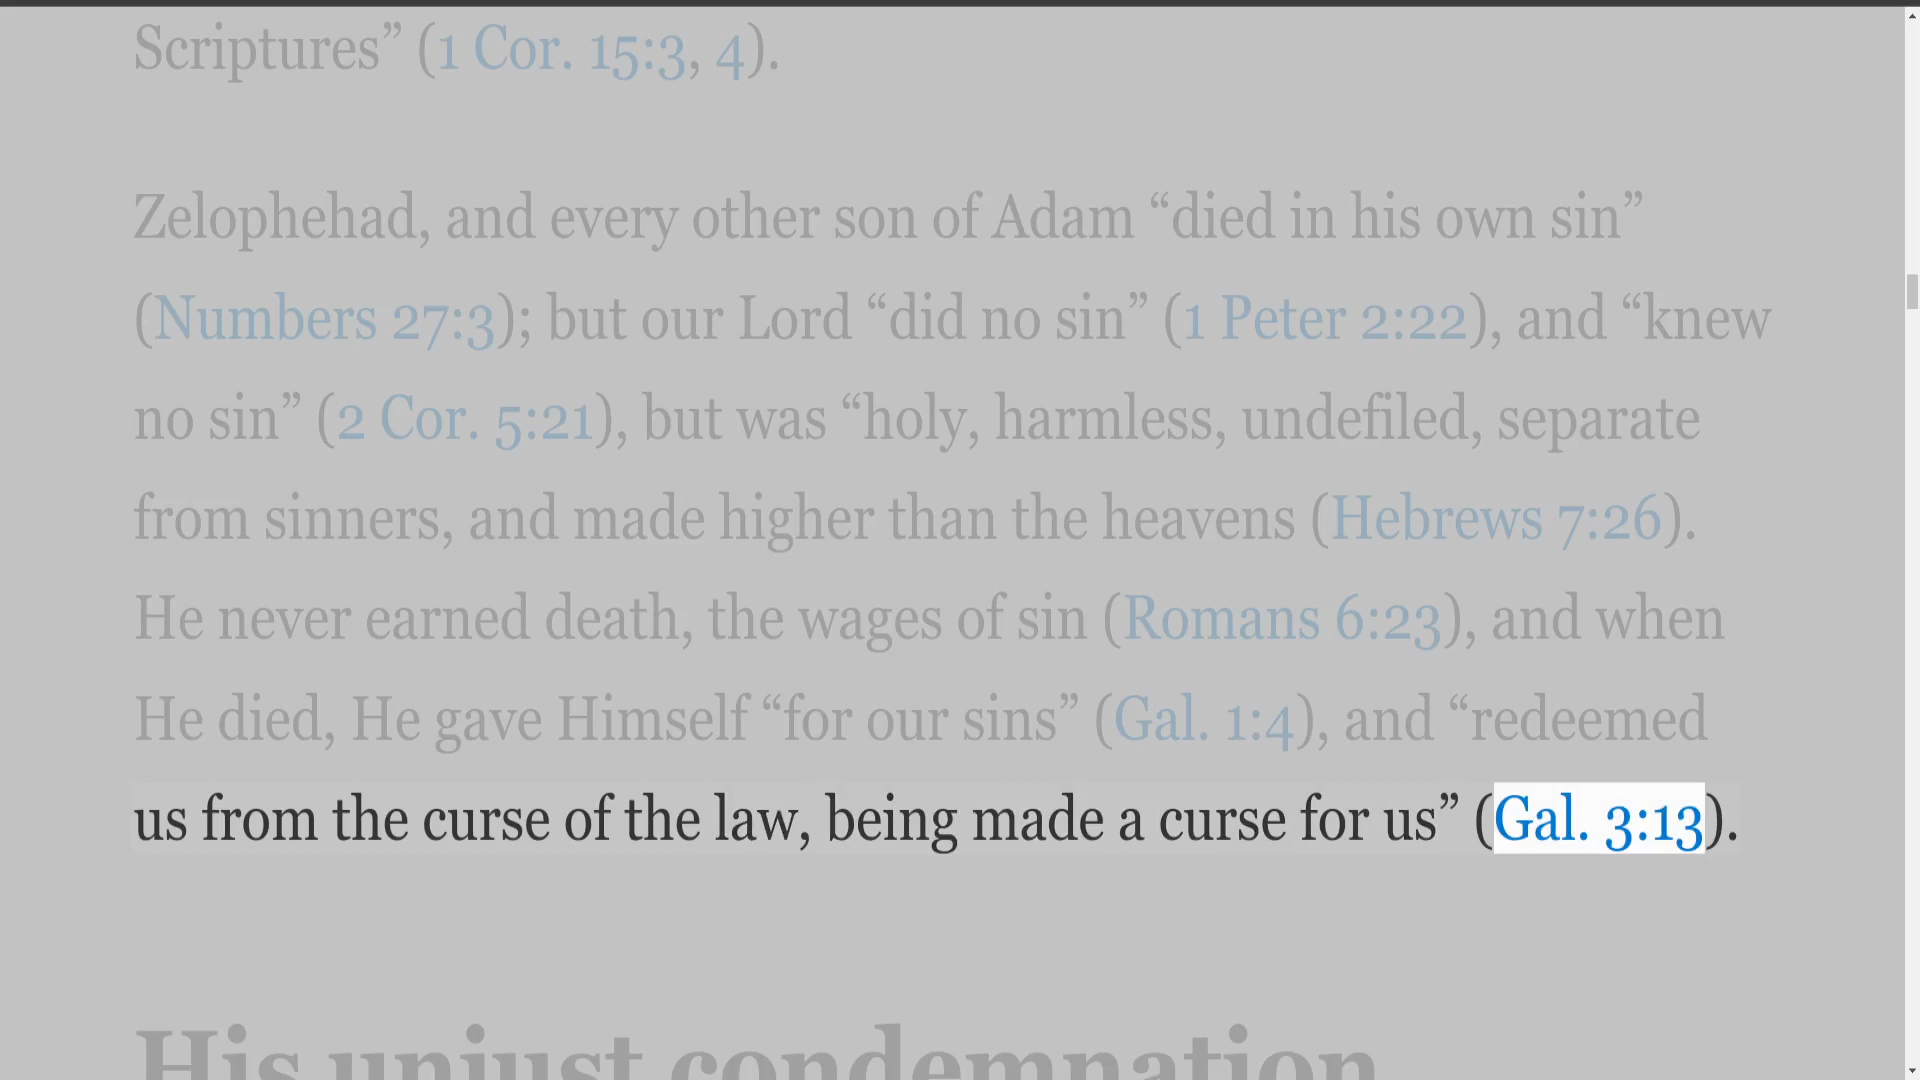 Scriptures” (1 Cor. 15:3, 4).
Zelophehad, and every other son of Adam “died in his own sin”
(Numbers 27:3); but our Lord “did no sin” (1 Peter 2:22), and “knew
no sin” (2 Cor. 5:21), but was “holy, harmless, undefiled, separate
from sinners, and made higher than the heavens (Hebrews 7:26).
He never earned death, the wages of sin (Romans 6:23), and when
He died, He gave Himself “for our sins” (Gal. 1:4), and “redeemed
us from the curse of the law, being made a curse for us” (Gal. 3:13).
His unjust condemnation